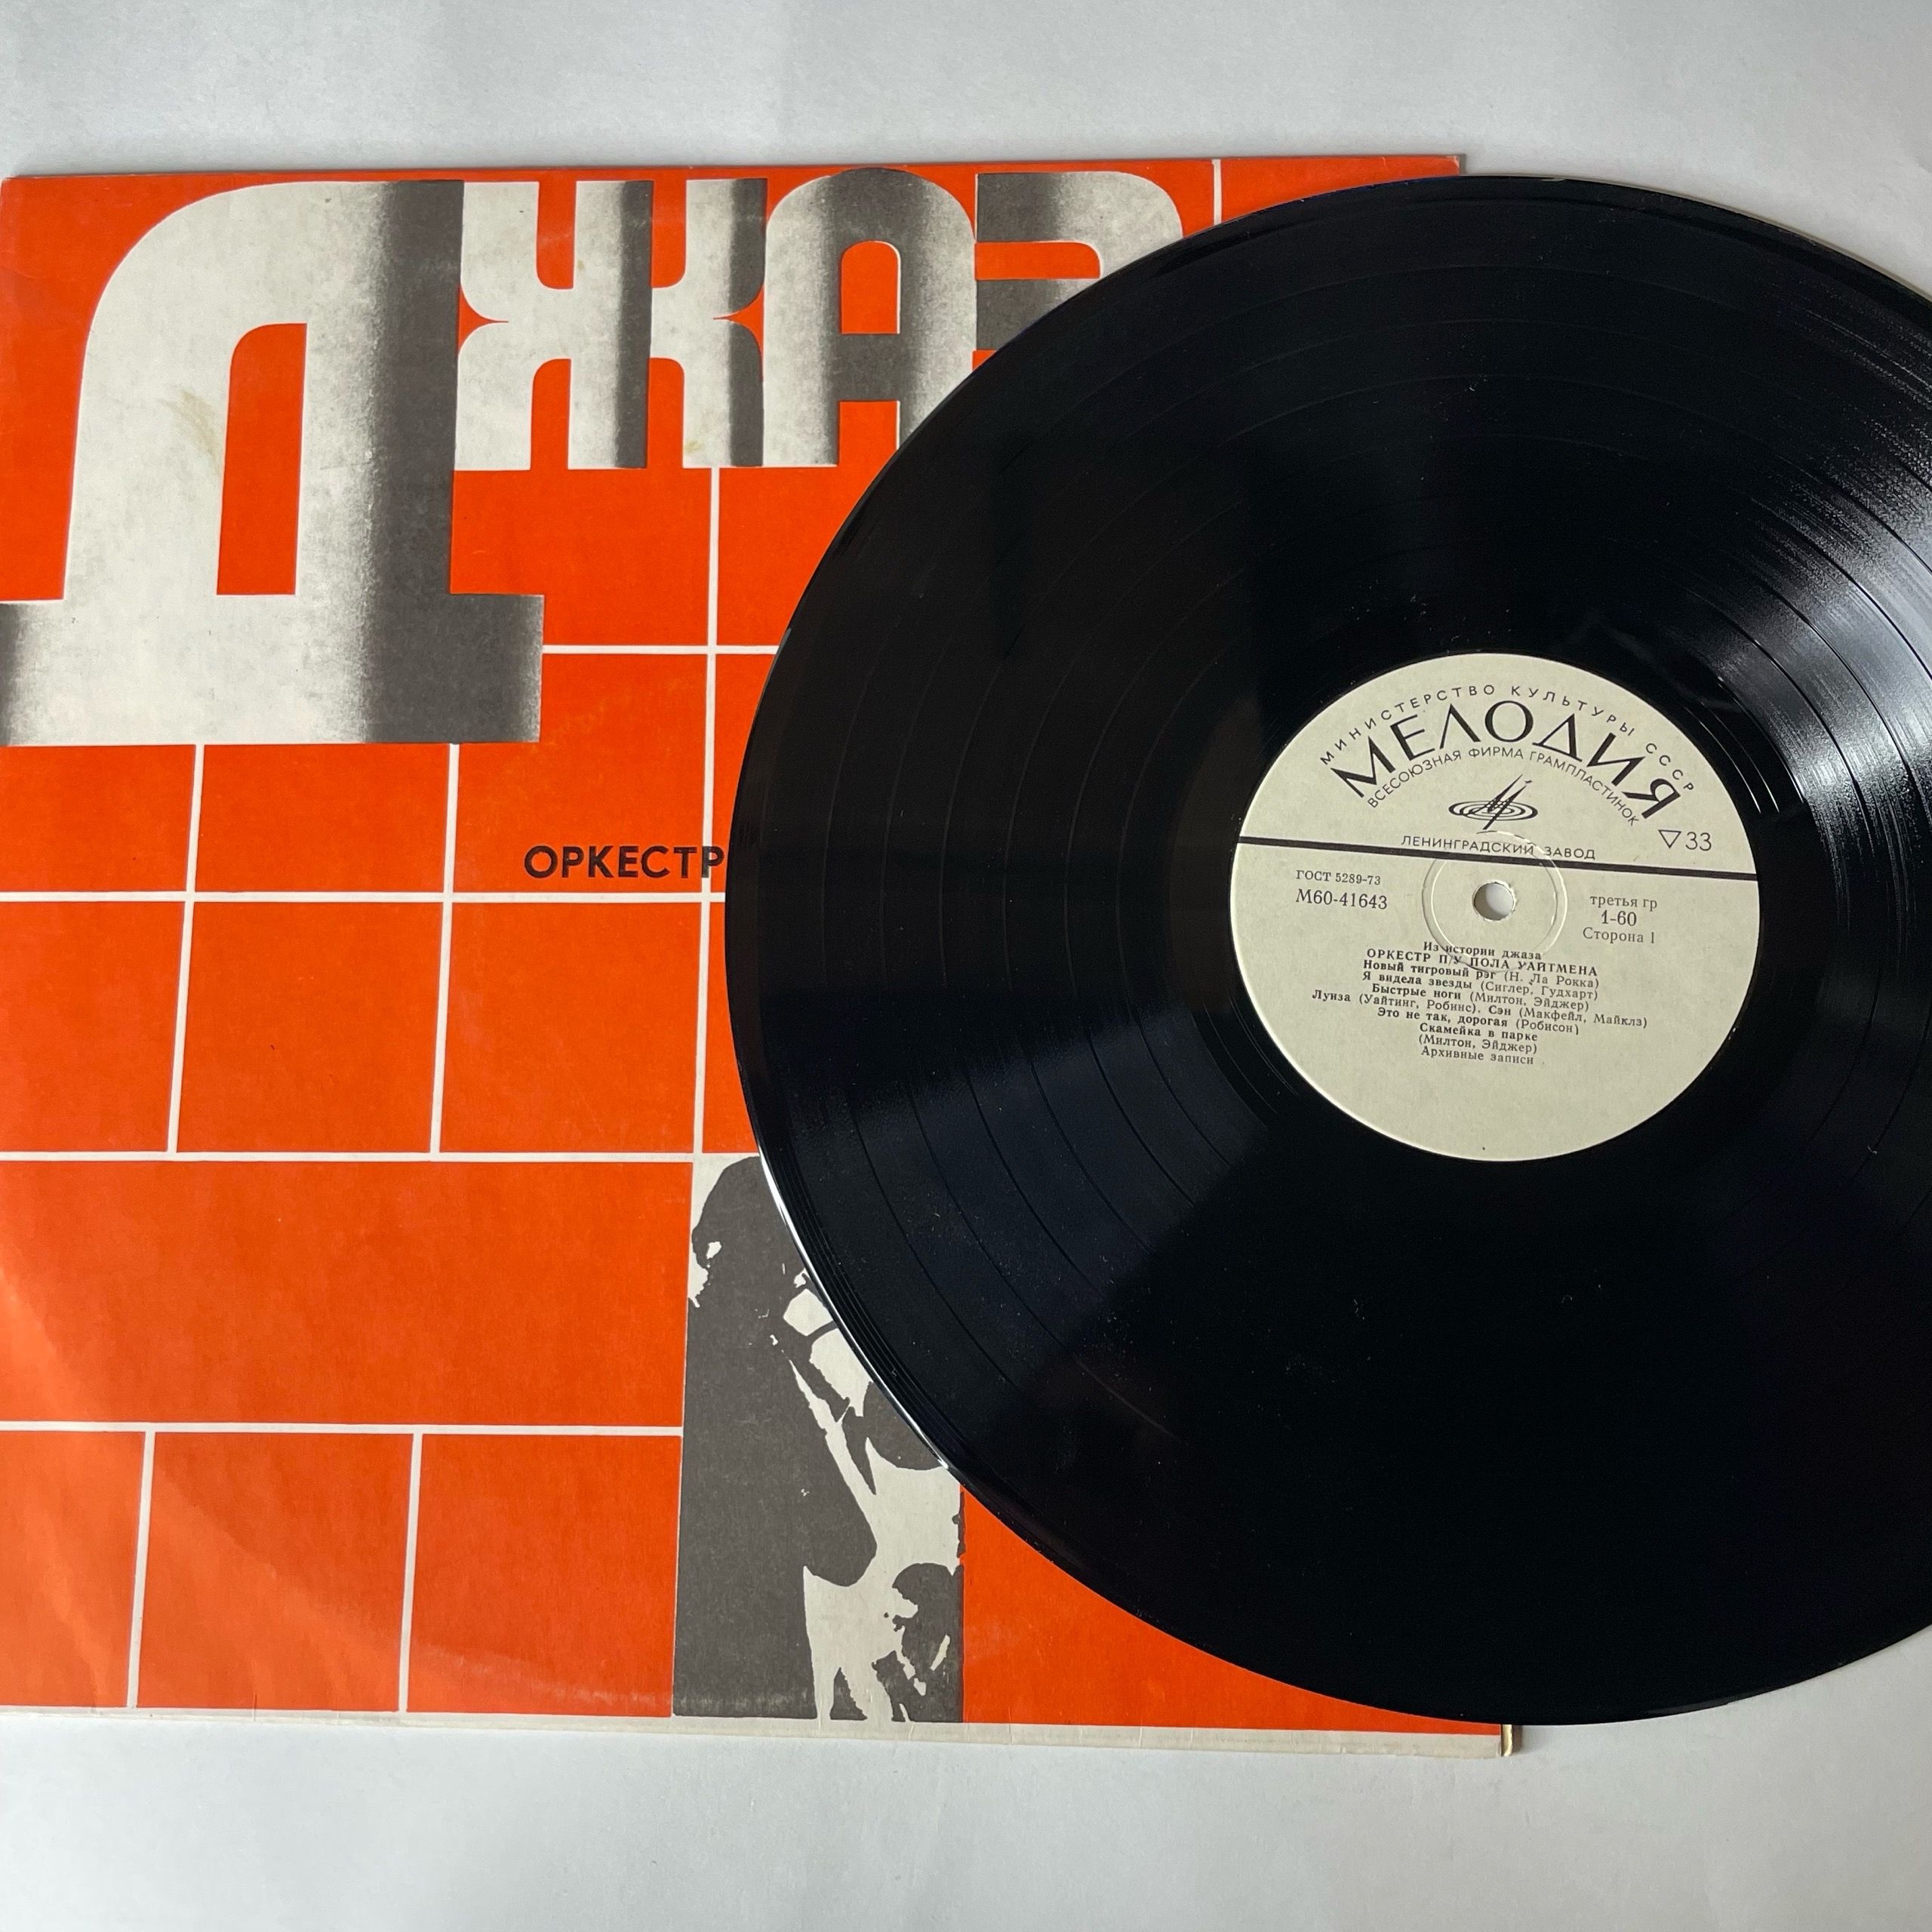 ДЖАЗ
ОРКЕСТР
МИНИСТЕРСТВО КУЛЬТУРЫ СССР
МЕЛОДИЯ
ВСЕСОЮЗНАЯ ФИРМА ГРАМПЛАСТИНОК
▽33
ЛЕНИНГРАДСКИЙ ЗАВОД
ГОСТ 5289-73
М60-41643
третья гр
1-60
Сторона 1
Из истории джаза
ОРКЕСТР П/У ПОЛА УАЙТМЕНА
Новый тигровый рэг (Н. Ла Рокка)
Я видела звезды (Сиглер, Гудхарт)
Быстрые ноги (Милтон, Эйджер)
Луиза (Уайтинг, Робинс). Сэн (Макфейл, Майклз)
Это не так, дорогая (Робисон)
Скамейка в парке
(Милтон, Эйджер)
Архивные записи